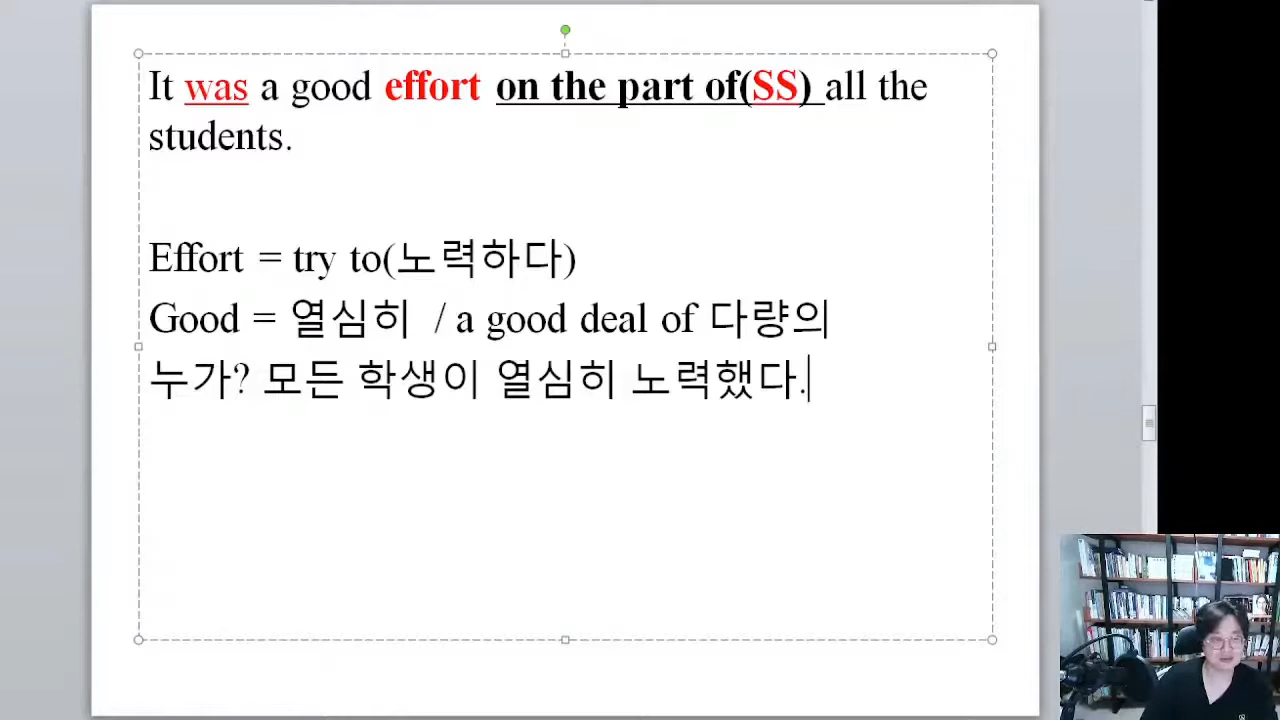 It was a good effort on the part of(SS) all the
students.
Effort = try to(노력하다)
Good = 열심히 / a good deal of 다량의
누가? 모든 학생이 열심히 노력했다.